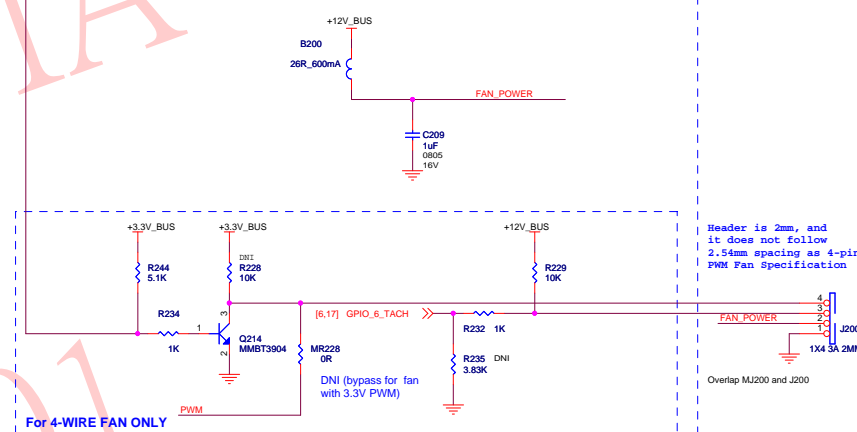 +12V_BUS
B200
26R_600mA
FAN_POWER
C209
1uF
0805
16V
+3.3V_BUS
+3.3V_BUS
+12V_BUS
Header is 2mm, and
it does not follow
2.54mm spacing as 4-pin
PWM Fan Specification
R244
5.1K
DNI
R228
10K
R229
10K
R234
1K
1
3
2
Q214
MMBT3904
[6,17] GPIO_6_TACH
R232 1K
4
3
2
1
FAN_POWER
J200
MR228
0R
R235 DNI
3.83K
DNI (bypass for fan
with 3.3V PWM)
1X4 3A 2MM
Overlap MJ200 and J200
PWM
For 4-WIRE FAN ONLY